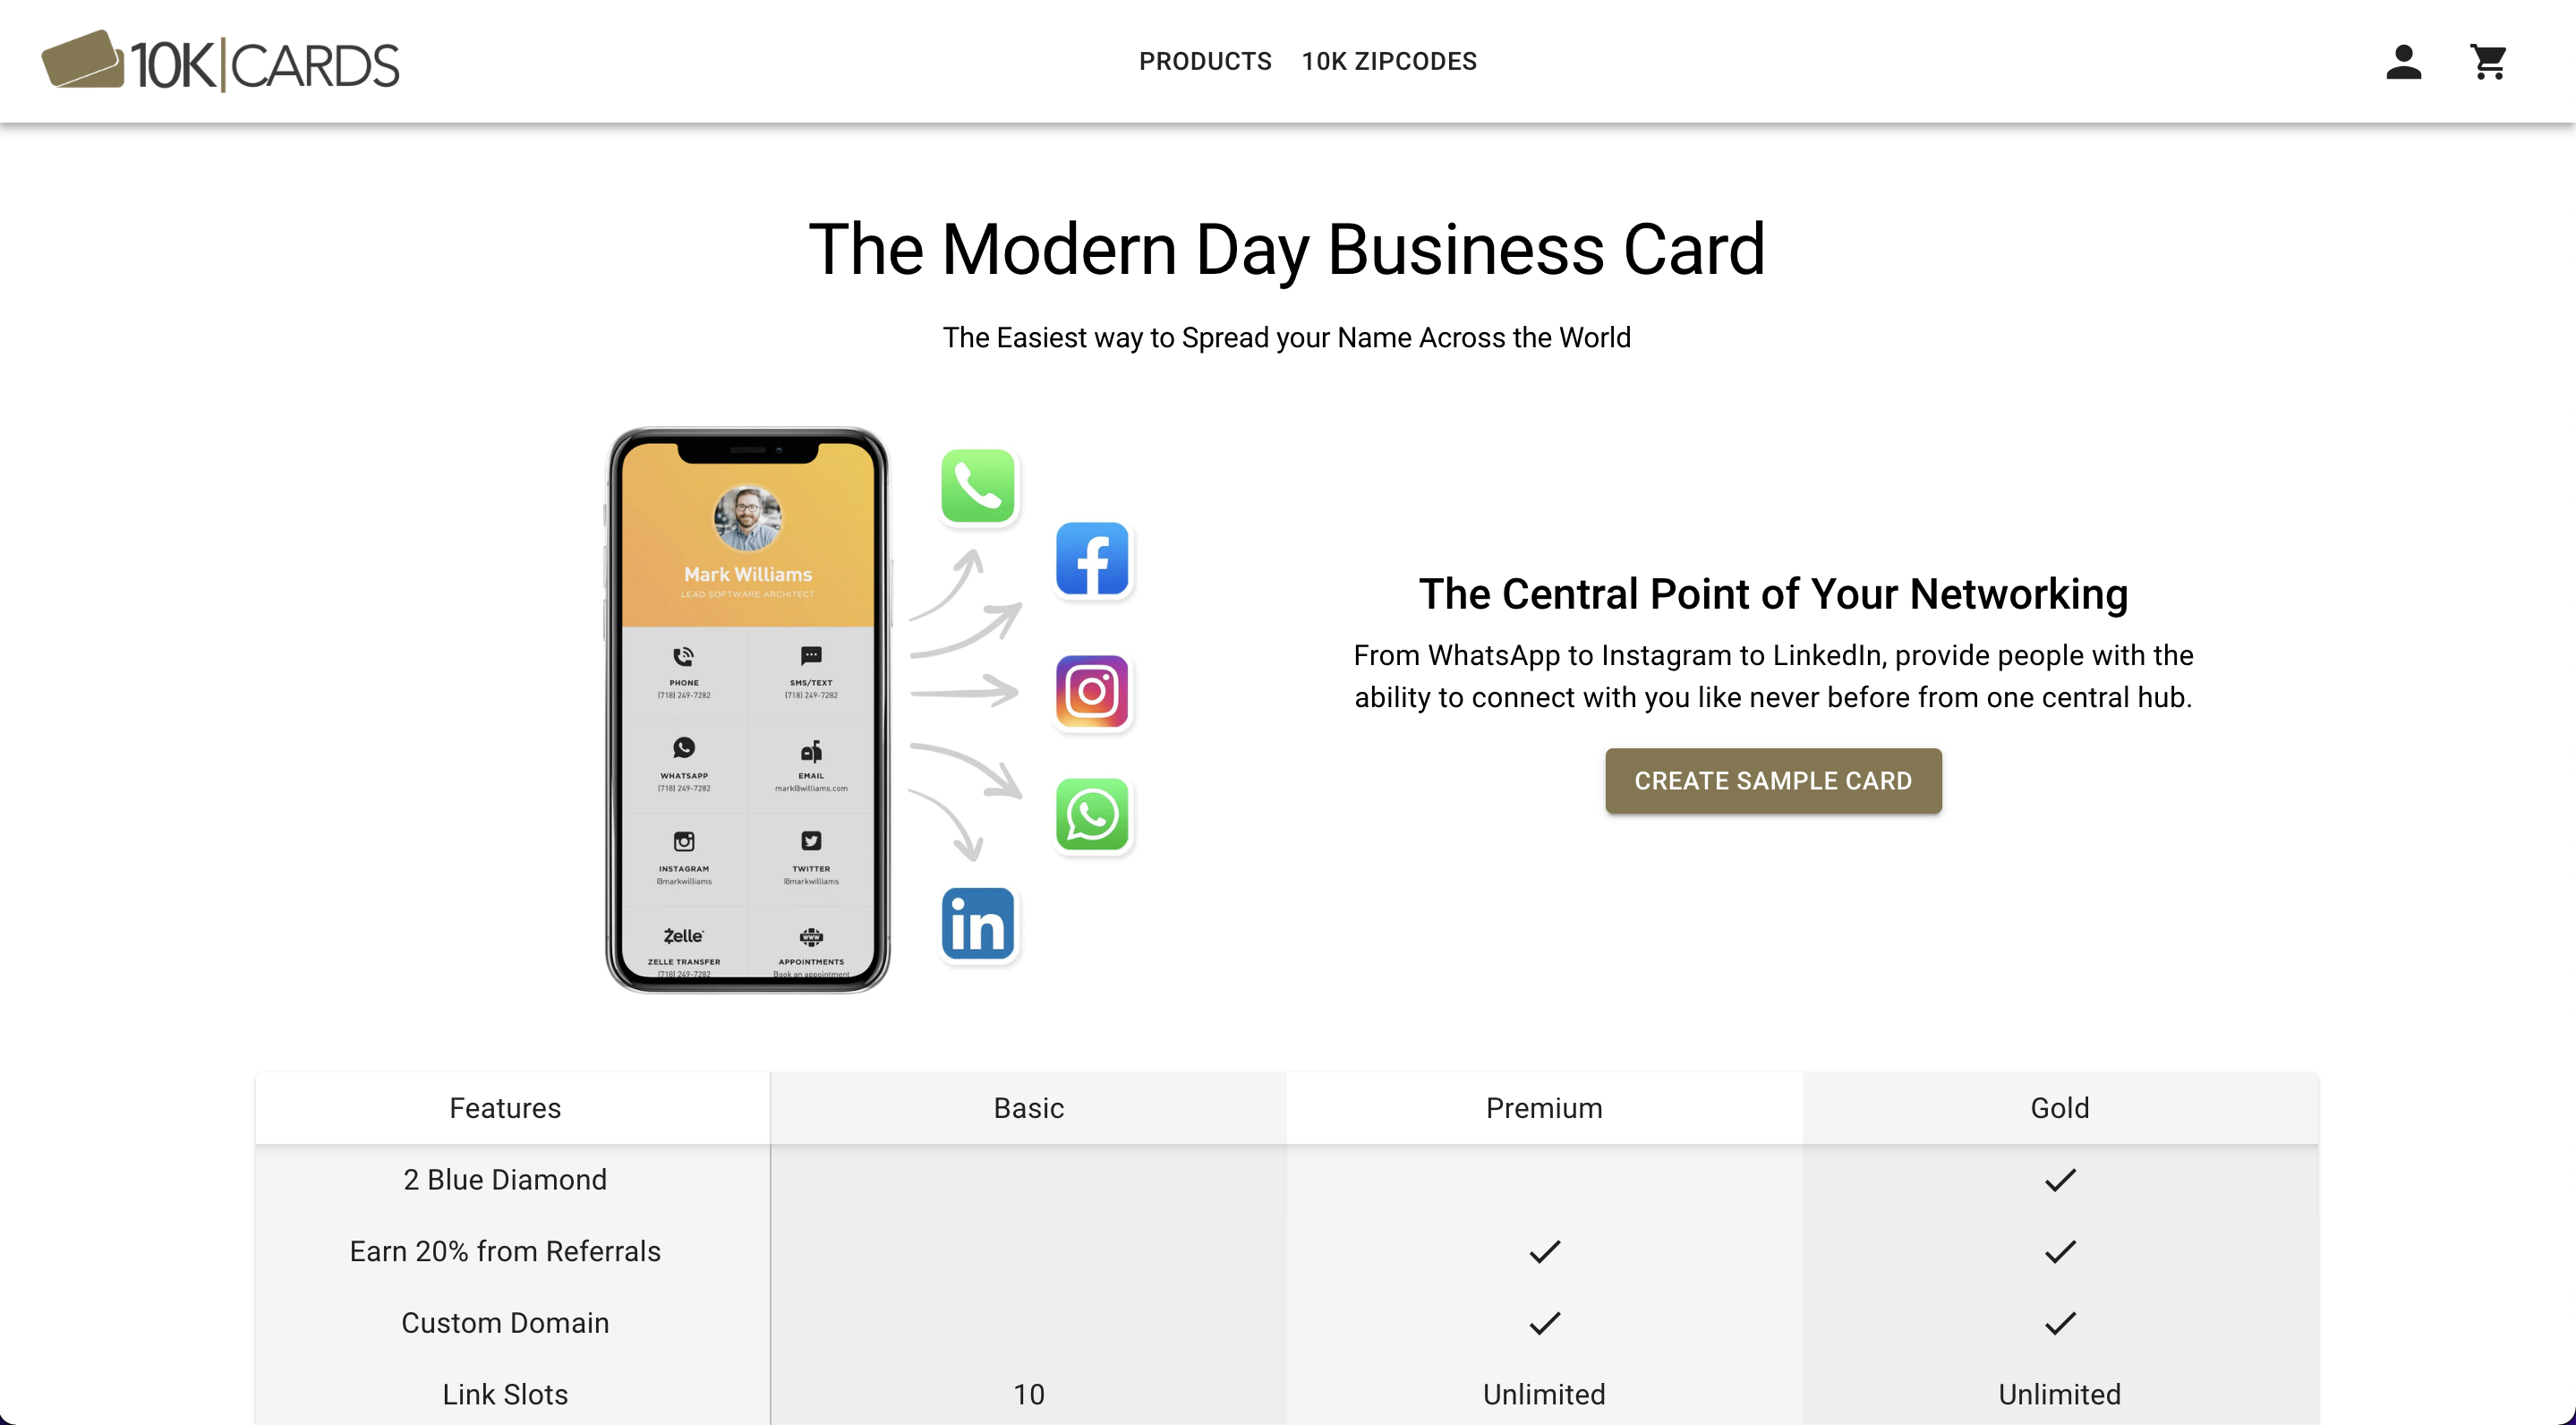 10K|CARDS
PRODUCTS 10K ZIPCODES
The Modern Day Business Card
The Easiest way to Spread your Name Across the World
Mark Williams
LEAD SOFTWARE ARCHITECT
PHONE
(718) 249-7282
SMS/TEXT
(718) 249-7282
WHATSAPP
(718) 249-7282
EMAIL
mark@williams.com
INSTAGRAM
@markwilliams
TWITTER
@markwilliams
Zelle
ZELLE TRANSFER
(718) 249-7282
www
APPOINTMENTS
Book an appointment
f
in
The Central Point of Your Networking
From WhatsApp to Instagram to LinkedIn, provide people with the
ability to connect with you like never before from one central hub.
CREATE SAMPLE CARD
Features Basic Premium Gold
2 Blue Diamond
Earn 20% from Referrals
Custom Domain
Link Slots 10 Unlimited Unlimited